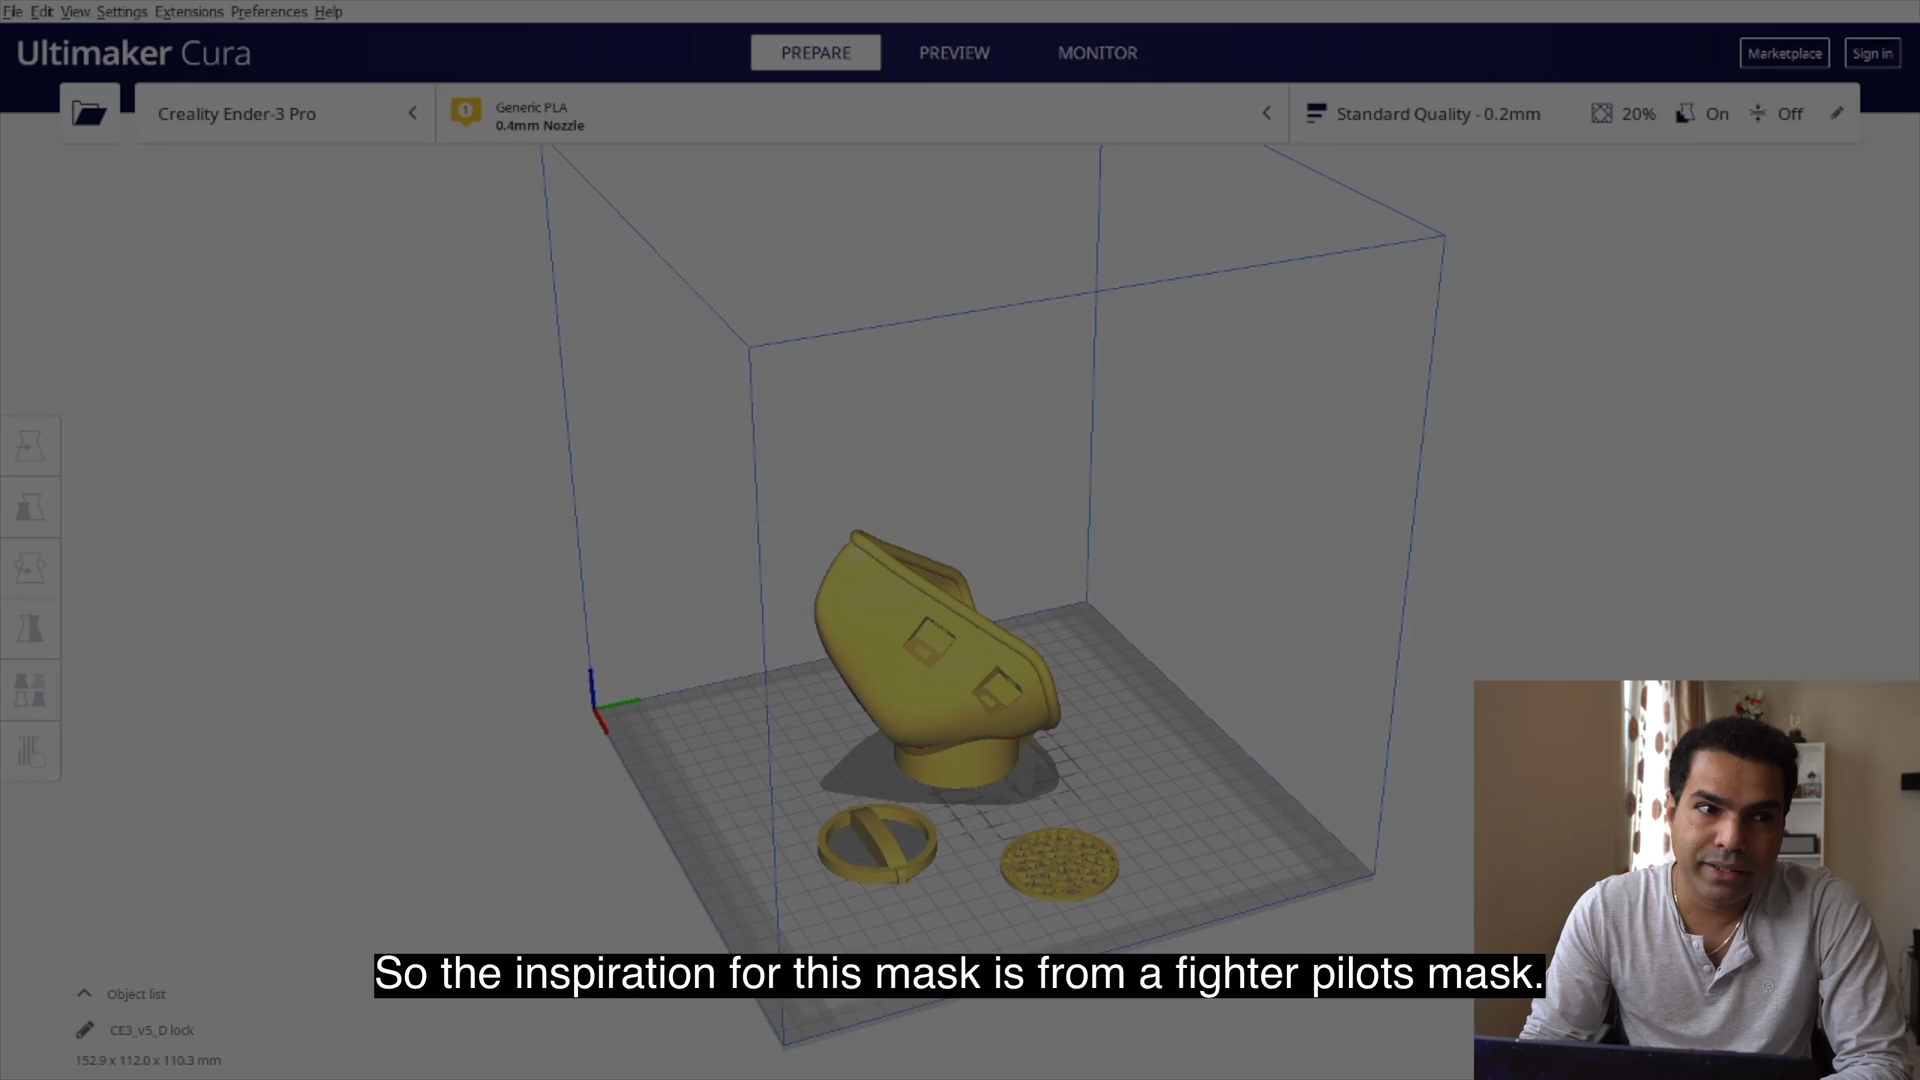 File Edit View Settings Extensions Preferences Help
Ultimaker Cura
PREPARE
PREVIEW
MONITOR
Marketplace
Sign in
Creality Ender-3 Pro
1
Generic PLA
0.4mm Nozzle
Standard Quality - 0.2mm
20%
On
Off
So the inspiration for this mask is from a fighter pilots mask.
Object list
CE3_v5_D lock
152.9 x 112.0 x 110.3 mm